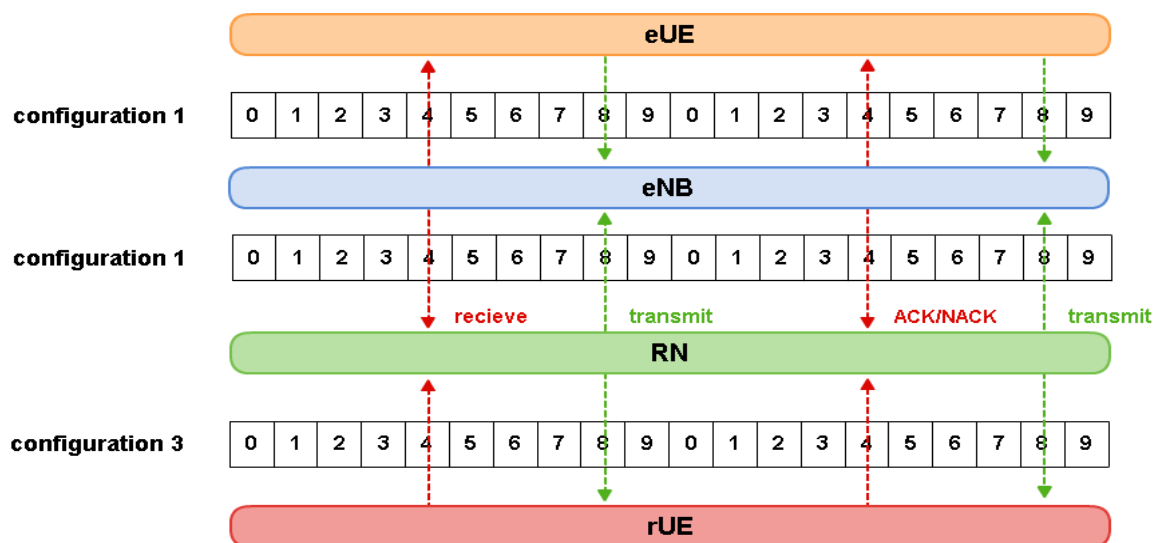 eUE
configuration 1 0 1 2 3 4 5 6 7 8 9 0 1 2 3 4 5 6 7 8 9
eNB
configuration 1 0 1 2 3 4 5 6 7 8 9 0 1 2 3 4 5 6 7 8 9
recieve transmit ACK/NACK transmit
RN
configuration 3 0 1 2 3 4 5 6 7 8 9 0 1 2 3 4 5 6 7 8 9
rUE